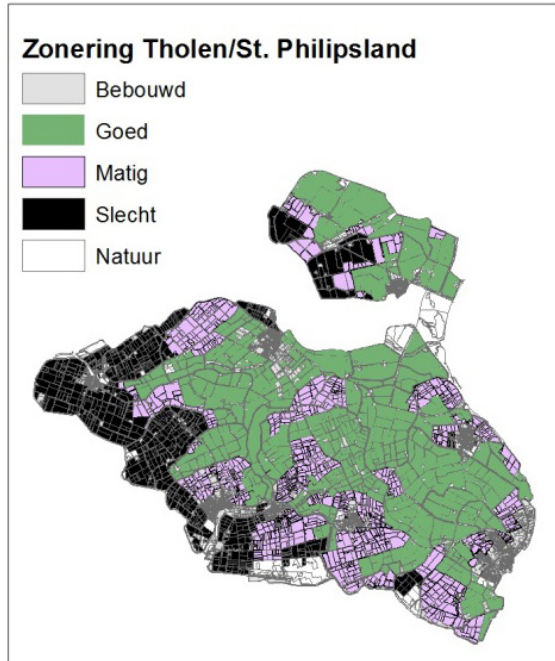 Zonering Tholen/St. Philipsland
Bebouwd
Goed
Matig
Slecht
Natuur